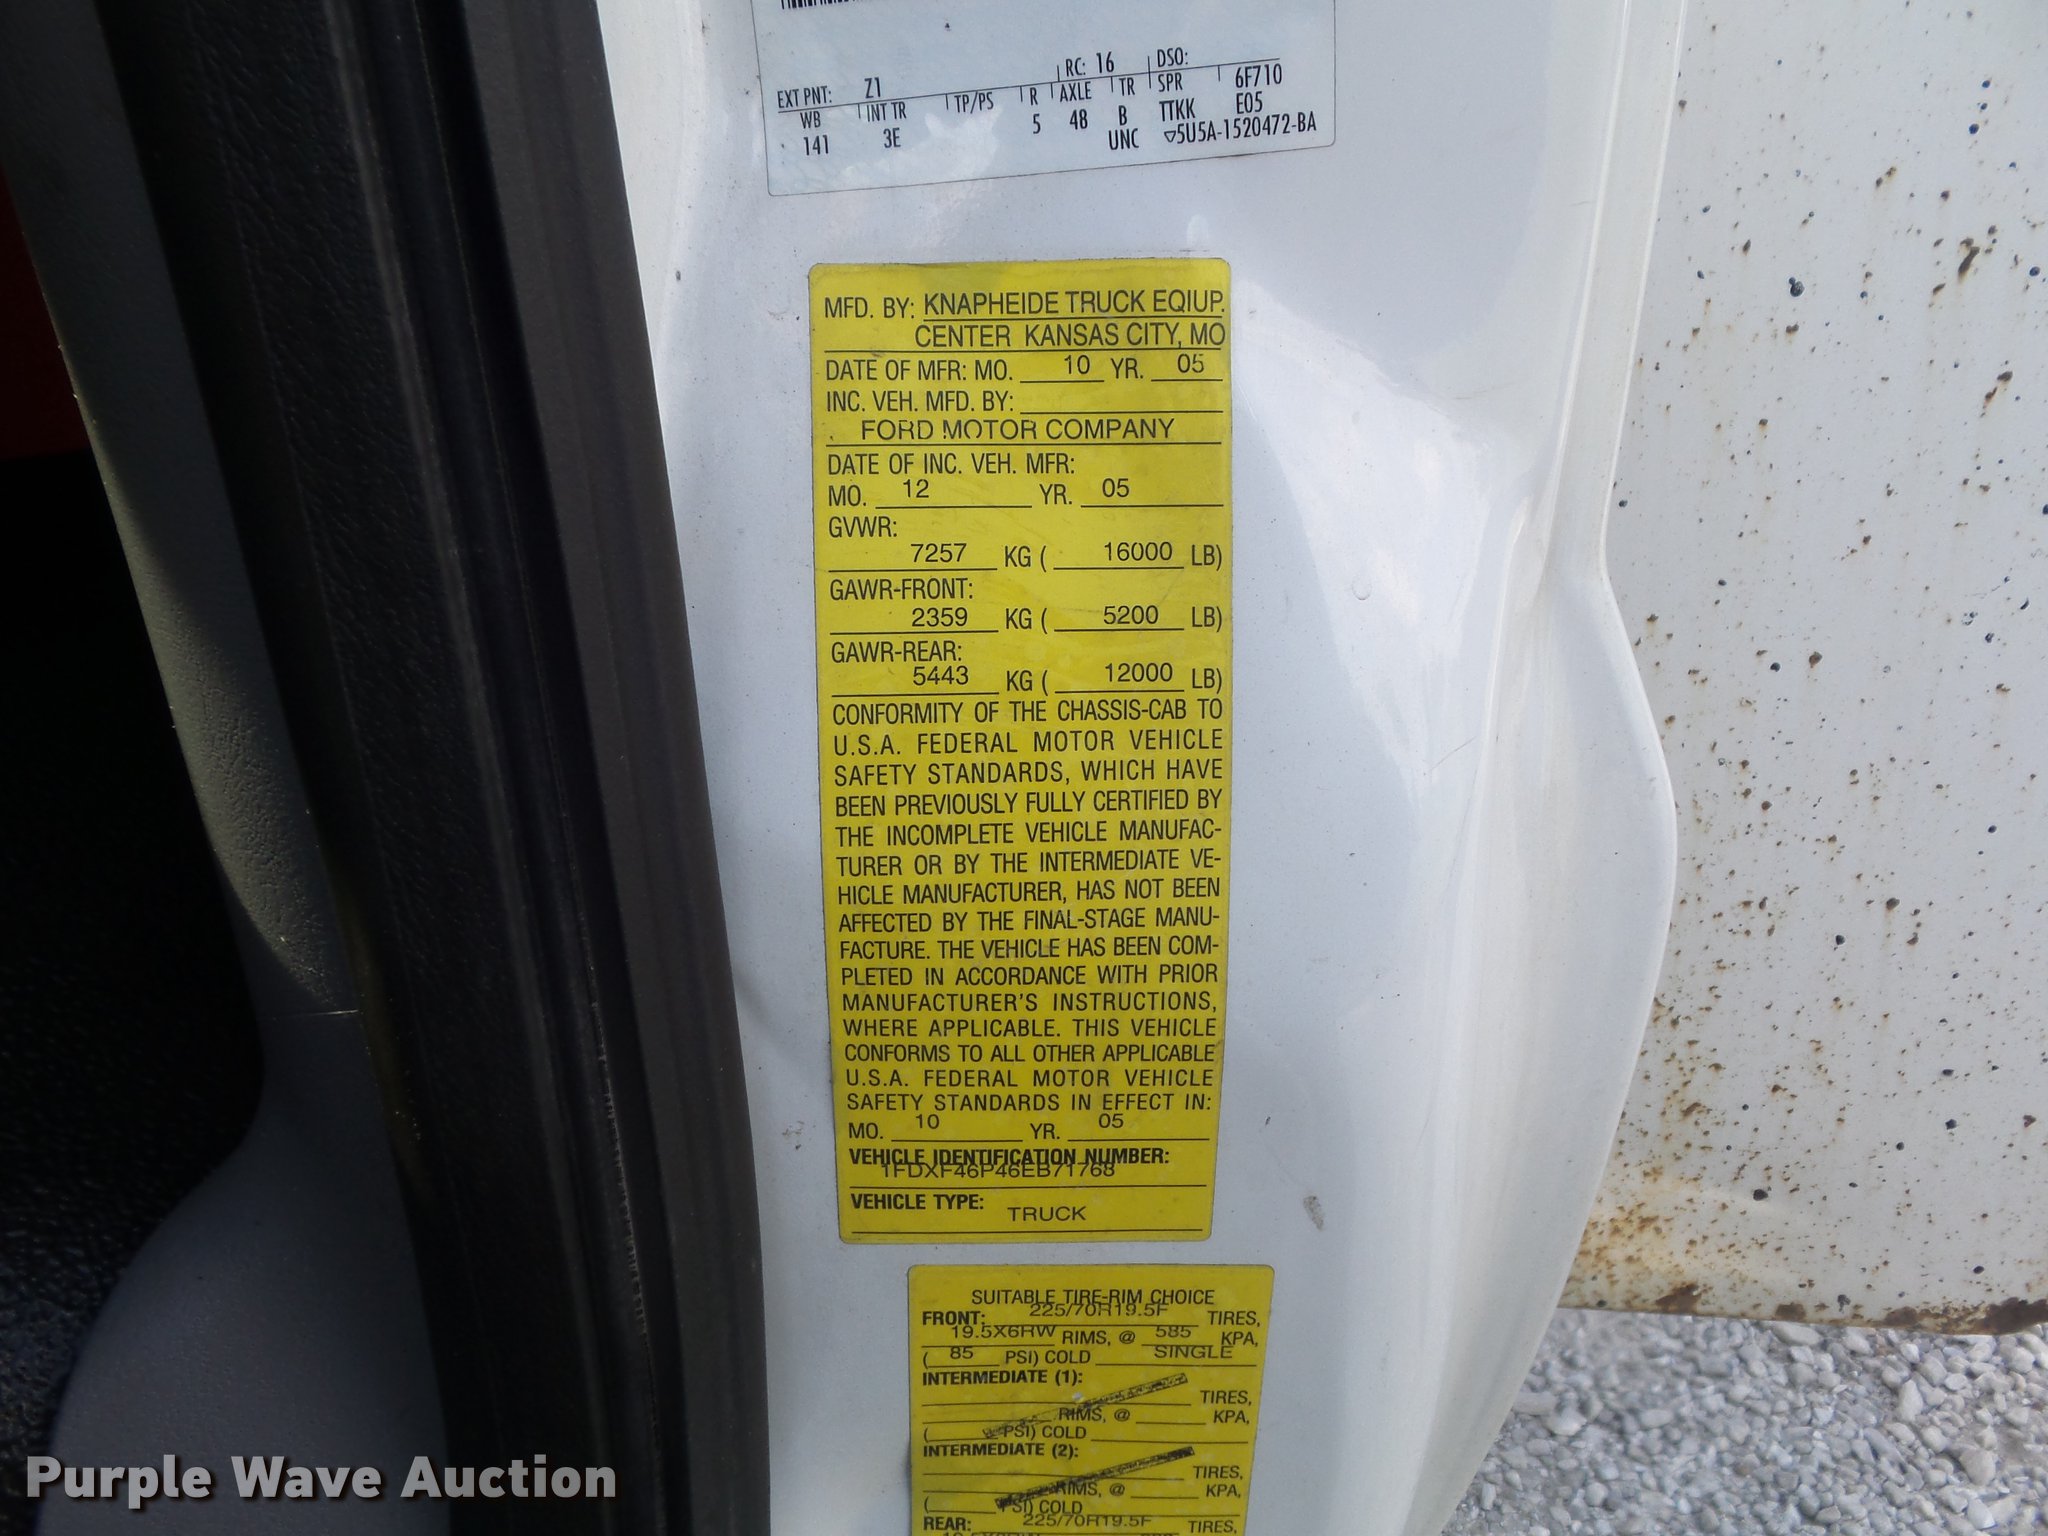 RC: 16 DSO:
EXT PNT: Z1
WB INT TR TP/PS R AXLE TR SPR 6F710
141 3E 5 48 B TTKK E05
UNC ▽5U5A-1520472-BA
MFD. BY: KNAPHEIDE TRUCK EQIUP.
CENTER KANSAS CITY, MO
DATE OF MFR: MO. 10 YR. 05
INC. VEH. MFD. BY:
FORD MOTOR COMPANY
DATE OF INC. VEH. MFR:
MO. 12 YR. 05
GVWR:
7257 KG ( 16000 LB)
GAWR-FRONT:
2359 KG ( 5200 LB)
GAWR-REAR:
5443 KG ( 12000 LB)
CONFORMITY OF THE CHASSIS-CAB TO
U.S.A. FEDERAL MOTOR VEHICLE
SAFETY STANDARDS, WHICH HAVE
BEEN PREVIOUSLY FULLY CERTIFIED BY
THE INCOMPLETE VEHICLE MANUFAC-
TURER OR BY THE INTERMEDIATE VE-
HICLE MANUFACTURER, HAS NOT BEEN
AFFECTED BY THE FINAL-STAGE MANU-
FACTURE. THE VEHICLE HAS BEEN COM-
PLETED IN ACCORDANCE WITH PRIOR
MANUFACTURER'S INSTRUCTIONS,
WHERE APPLICABLE. THIS VEHICLE
CONFORMS TO ALL OTHER APPLICABLE
U.S.A. FEDERAL MOTOR VEHICLE
SAFETY STANDARDS IN EFFECT IN:
MO. 10 YR. 05
VEHICLE IDENTIFICATION NUMBER:
1FDXF46P46EB71768
VEHICLE TYPE: TRUCK
SUITABLE TIRE-RIM CHOICE
FRONT: 225/70R19.5F TIRES,
19.5X6RW RIMS, @ 585 KPA,
( 85 PSI) COLD SINGLE
INTERMEDIATE (1):
TIRES,
RIMS, @ KPA,
( PSI) COLD
INTERMEDIATE (2):
TIRES,
RIMS, @ KPA,
( PSI) COLD
REAR: 225/70R19.5F TIRES,
Purple Wave Auction